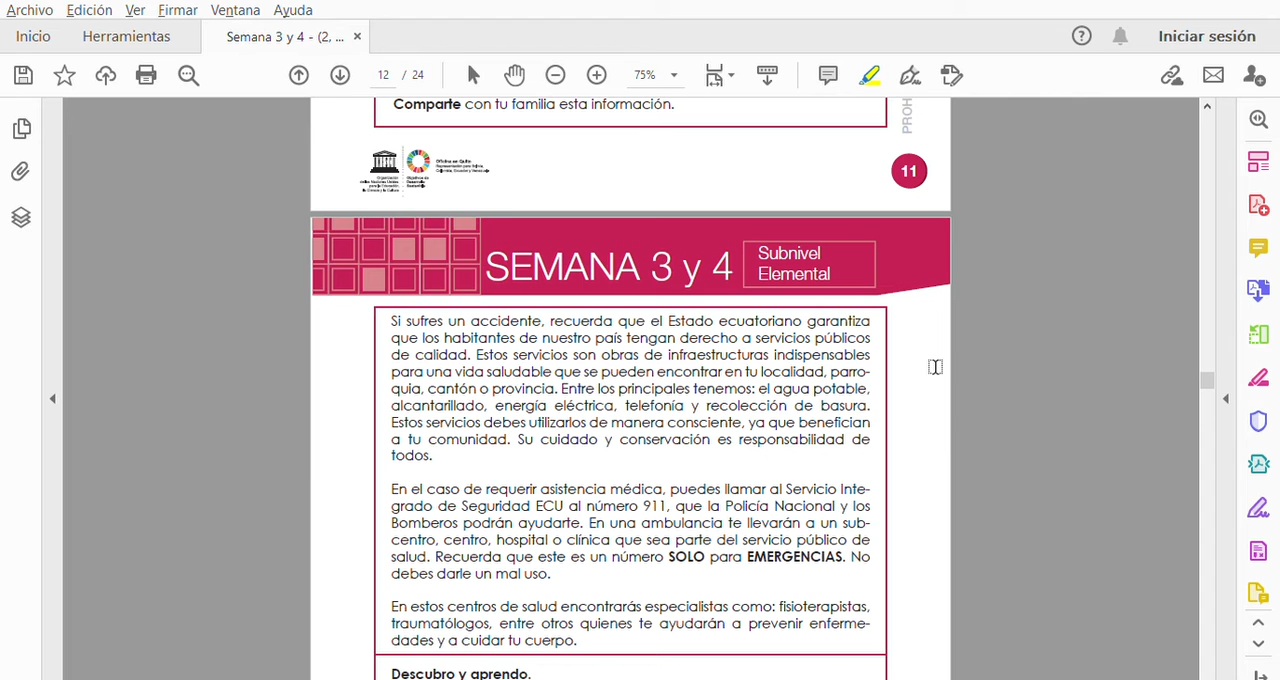 Archivo Edición Ver Firmar Ventana Ayuda
Inicio Herramientas Semana 3 y 4 - (2, ... × Iniciar sesión
12 / 24 75%
Comparte con tu familia esta información.
PROH
11
SEMANA 3 y 4
Subnivel
Elemental
Si sufres un accidente, recuerda que el Estado ecuatoriano garantiza
que los habitantes de nuestro país tengan derecho a servicios públicos
de calidad. Estos servicios son obras de infraestructuras indispensables
para una vida saludable que se pueden encontrar en tu localidad, parro-
quia, cantón o provincia. Entre los principales tenemos: el agua potable,
alcantarillado, energía eléctrica, telefonía y recolección de basura.
Estos servicios debes utilizarlos de manera consciente, ya que benefician
a tu comunidad. Su cuidado y conservación es responsabilidad de
todos.
En el caso de requerir asistencia médica, puedes llamar al Servicio Inte-
grado de Seguridad ECU al número 911, que la Policía Nacional y los
Bomberos podrán ayudarte. En una ambulancia te llevarán a un sub-
centro, centro, hospital o clínica que sea parte del servicio público de
salud. Recuerda que este es un número SOLO para EMERGENCIAS. No
debes darle un mal uso.
En estos centros de salud encontrarás especialistas como: fisioterapistas,
traumatólogos, entre otros quienes te ayudarán a prevenir enferme-
dades y a cuidar tu cuerpo.
Descubro y aprendo.